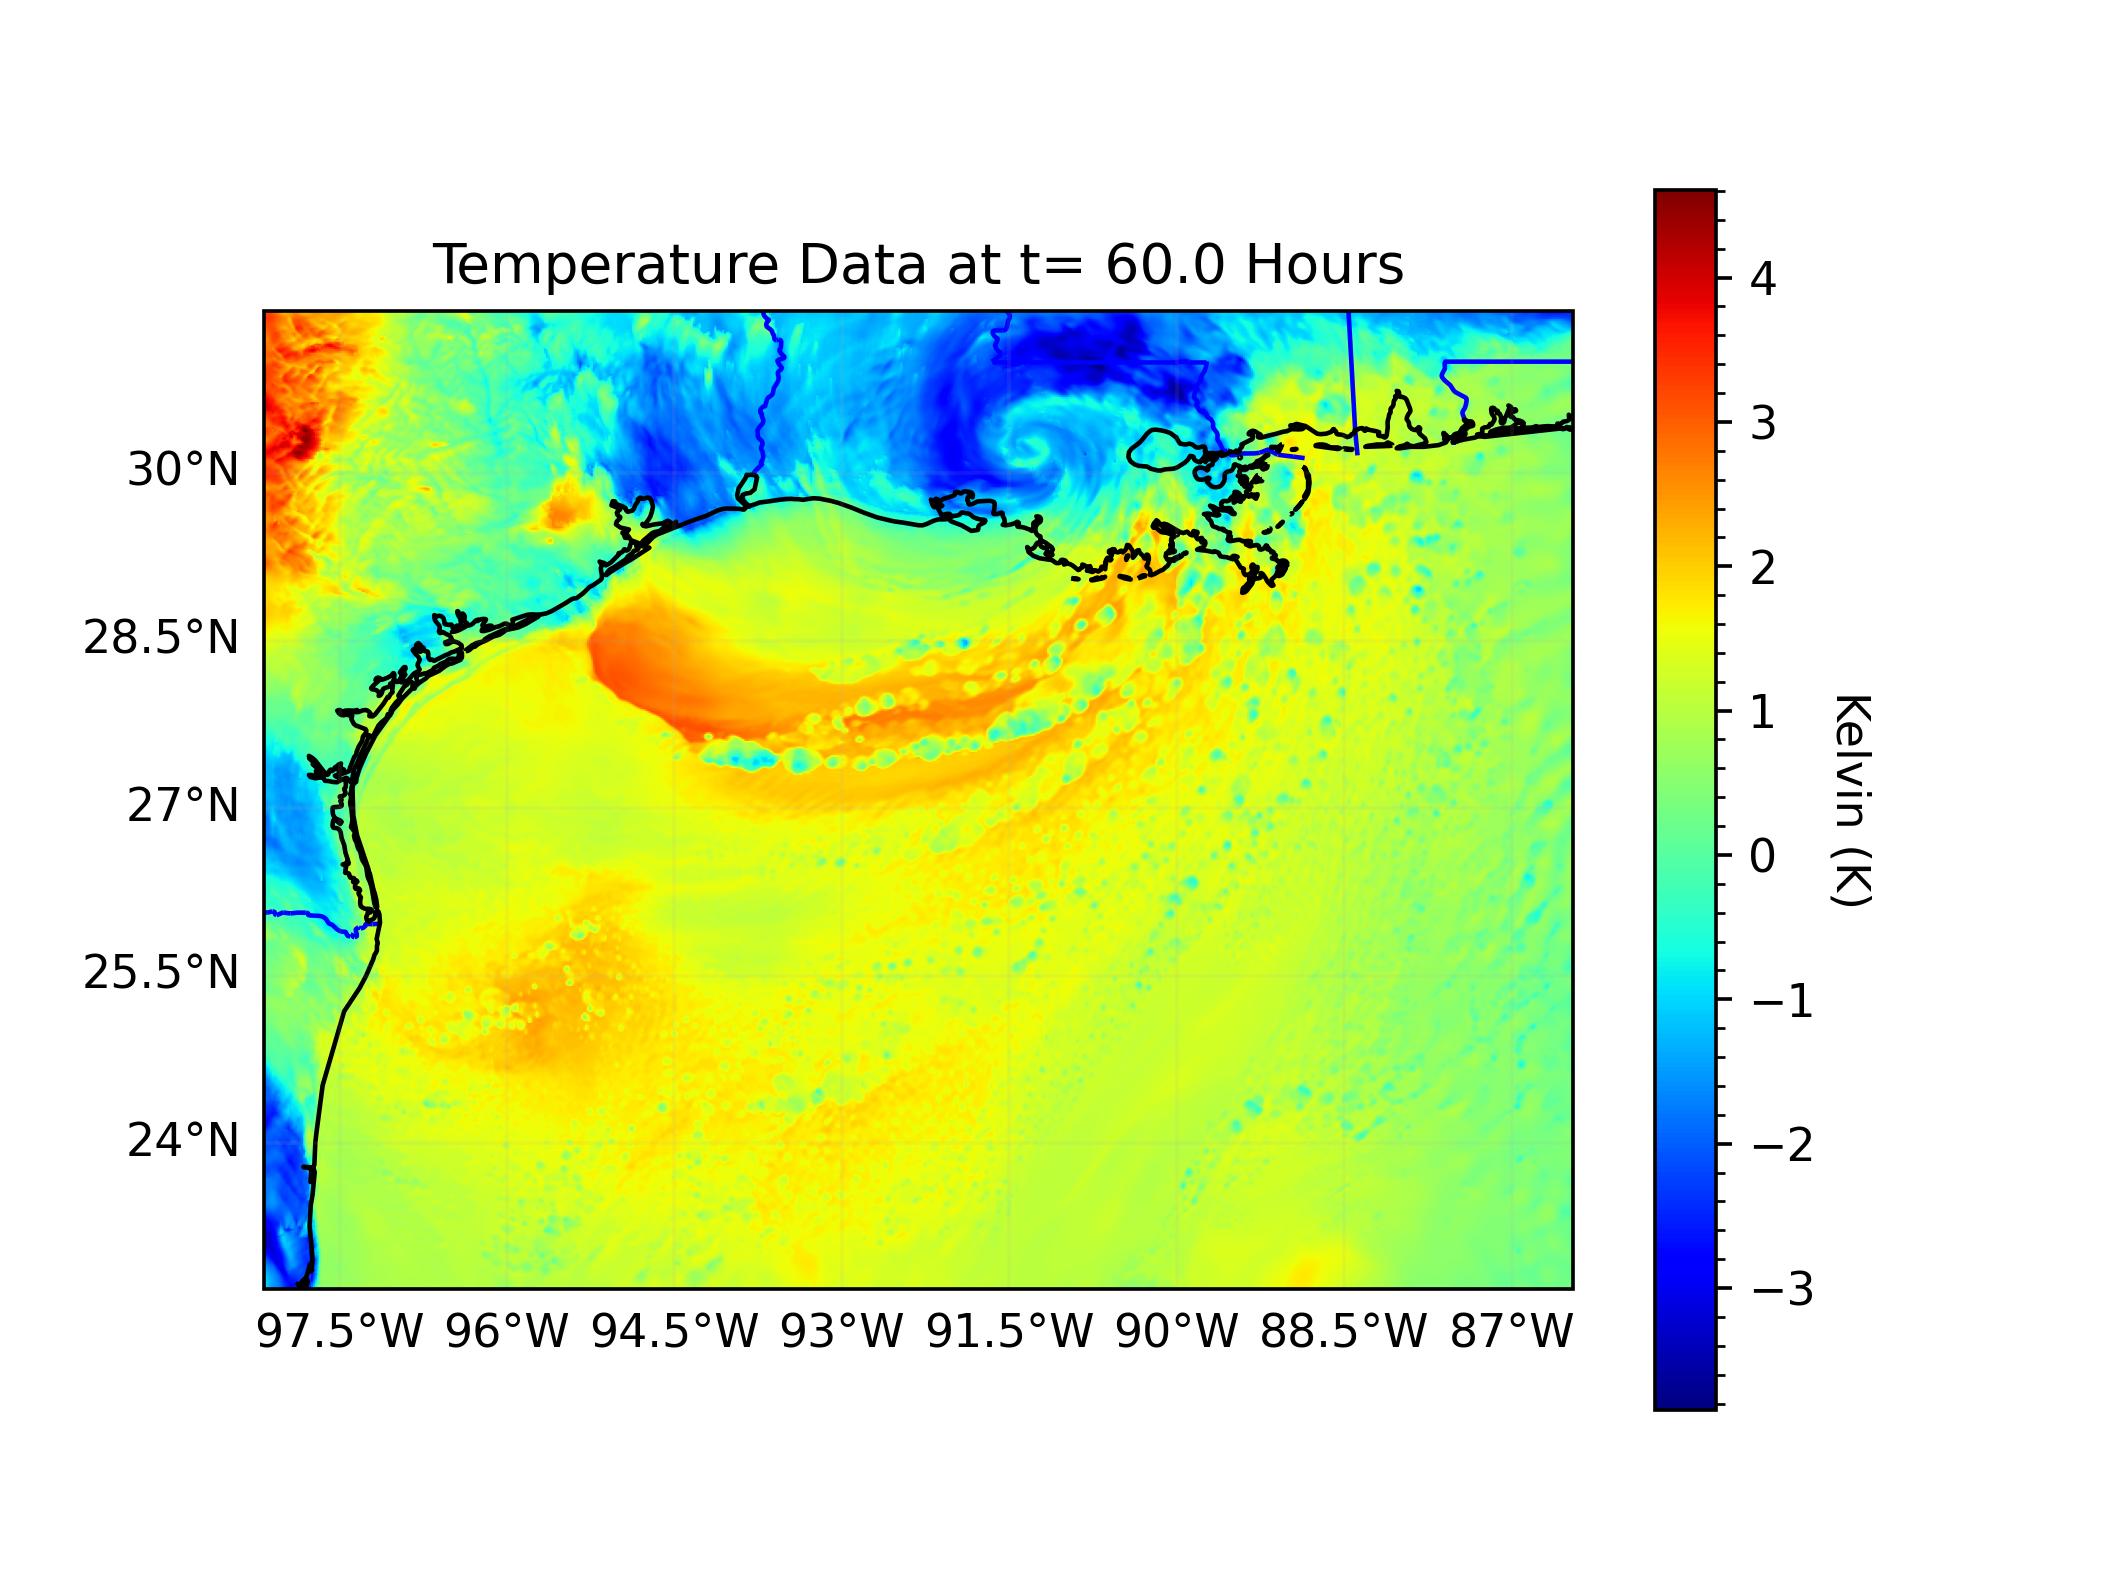 Temperature Data at t= 60.0 Hours
30°N
28.5°N
27°N
25.5°N
24°N
97.5°W 96°W 94.5°W 93°W 91.5°W 90°W 88.5°W 87°W
4
3
2
1
0
−1
−2
−3
Kelvin (K)